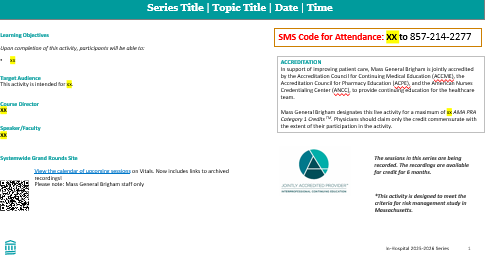 Series Title | Topic Title | Date | Time
Learning Objectives
Upon completion of this activity, participants will be able to:
• xx
Target Audience
This activity is intended for xx.
Course Director
XX
Speaker/Faculty
XX
Systemwide Grand Rounds Site
View the calendar of upcoming sessions on Vitals. Now includes links to archived
recordings!
Please note: Mass General Brigham staff only
SMS Code for Attendance: XX to 857-214-2277
ACCREDITATION
In support of improving patient care, Mass General Brigham is jointly accredited
by the Accreditation Council for Continuing Medical Education (ACCME), the
Accreditation Council for Pharmacy Education (ACPE), and the American Nurses
Credentialing Center (ANCC), to provide continuing education for the healthcare
team.
Mass General Brigham designates this live activity for a maximum of xx AMA PRA
Category 1 Credits™. Physicians should claim only the credit commensurate with
the extent of their participation in the activity.
JOINTLY ACCREDITED PROVIDER™
INTERPROFESSIONAL CONTINUING EDUCATION
The sessions in this series are being
recorded. The recordings are available
for credit for 6 months.
*This activity is designed to meet the
criteria for risk management study in
Massachusetts.
In-Hospital 2025-2026 Series 1